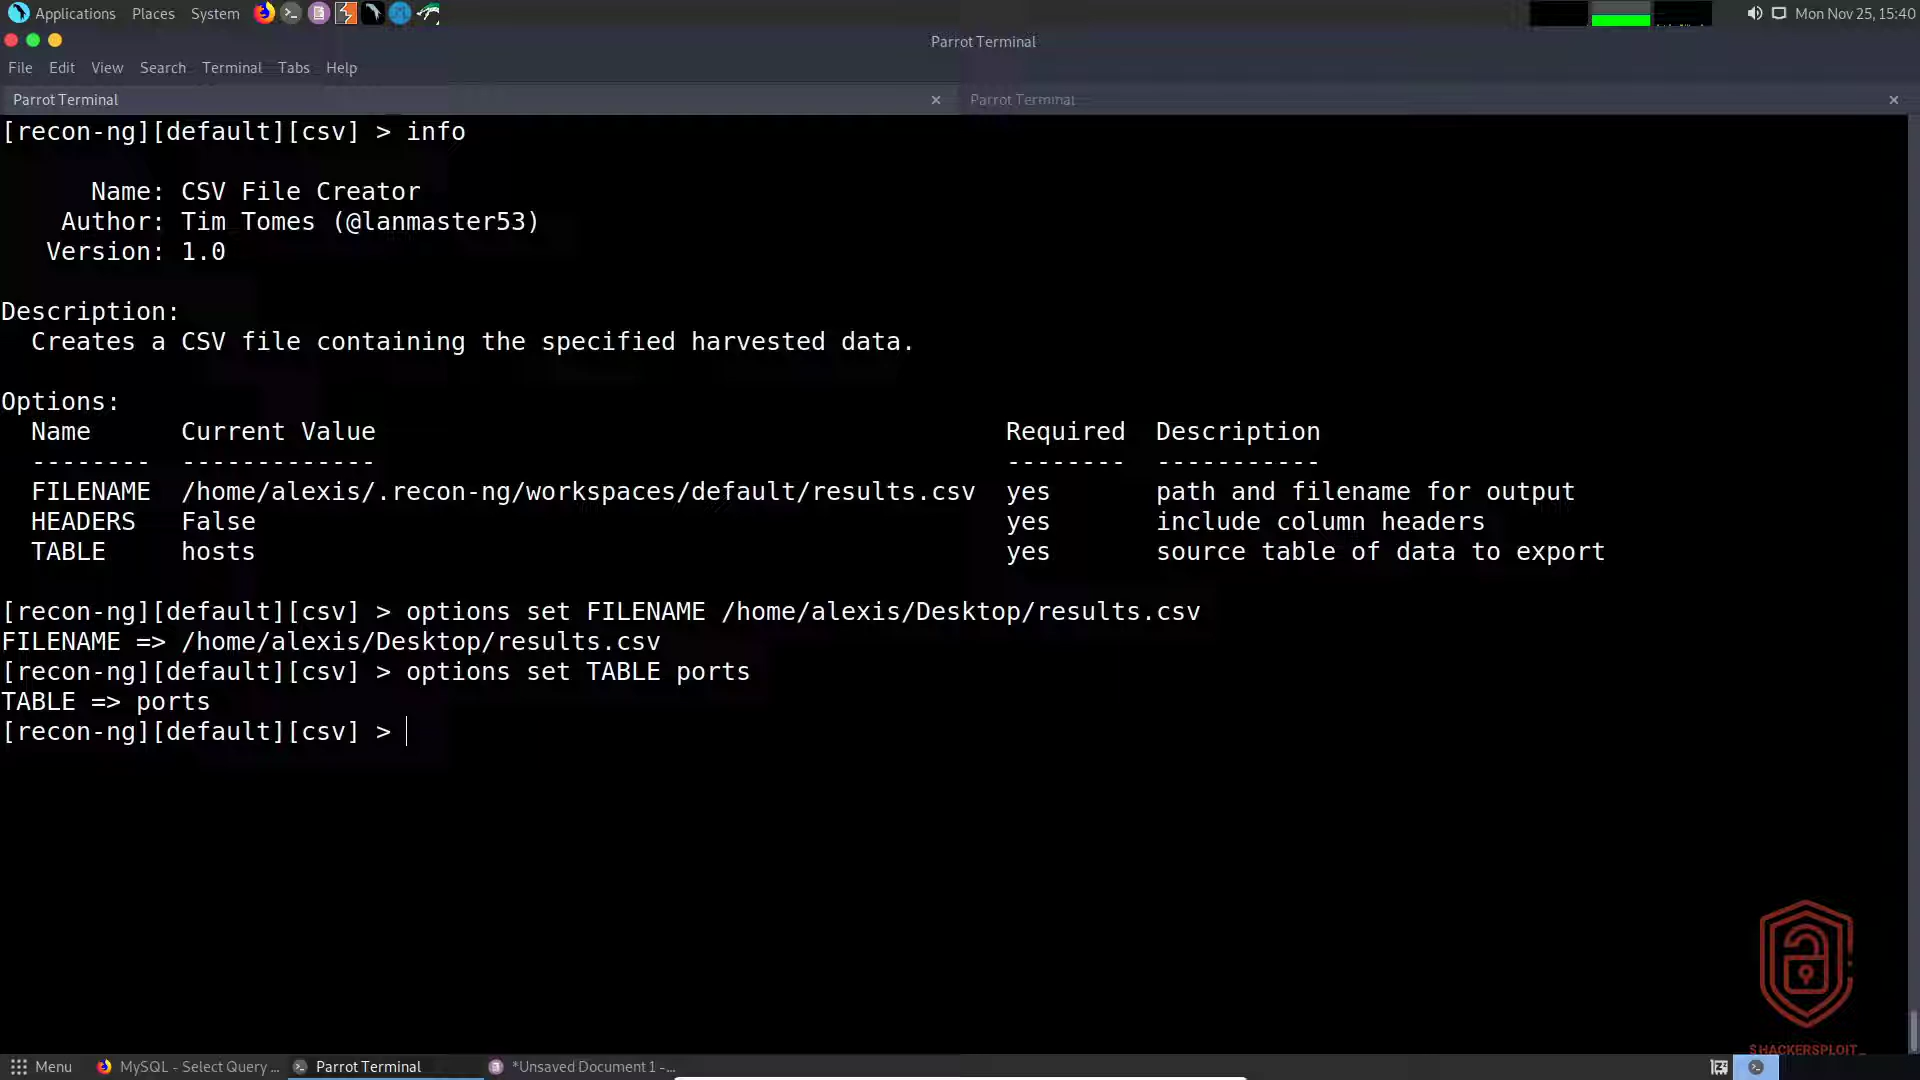 Applications Places System Mon Nov 25, 15:40
Parrot Terminal
File Edit View Search Terminal Tabs Help
Parrot Terminal × Parrot Terminal ×
[recon-ng][default][csv] > info
Name: CSV File Creator
Author: Tim Tomes (@lanmaster53)
Version: 1.0
Description:
Creates a CSV file containing the specified harvested data.
Options:
Name Current Value Required Description
-------- ------------- -------- -----------
FILENAME /home/alexis/.recon-ng/workspaces/default/results.csv yes path and filename for output
HEADERS False yes include column headers
TABLE hosts yes source table of data to export
[recon-ng][default][csv] > options set FILENAME /home/alexis/Desktop/results.csv
FILENAME => /home/alexis/Desktop/results.csv
[recon-ng][default][csv] > options set TABLE ports
TABLE => ports
[recon-ng][default][csv] >
$HACKERSPLOIT_
Menu MySQL - Select Query ... Parrot Terminal *Unsaved Document 1 -...